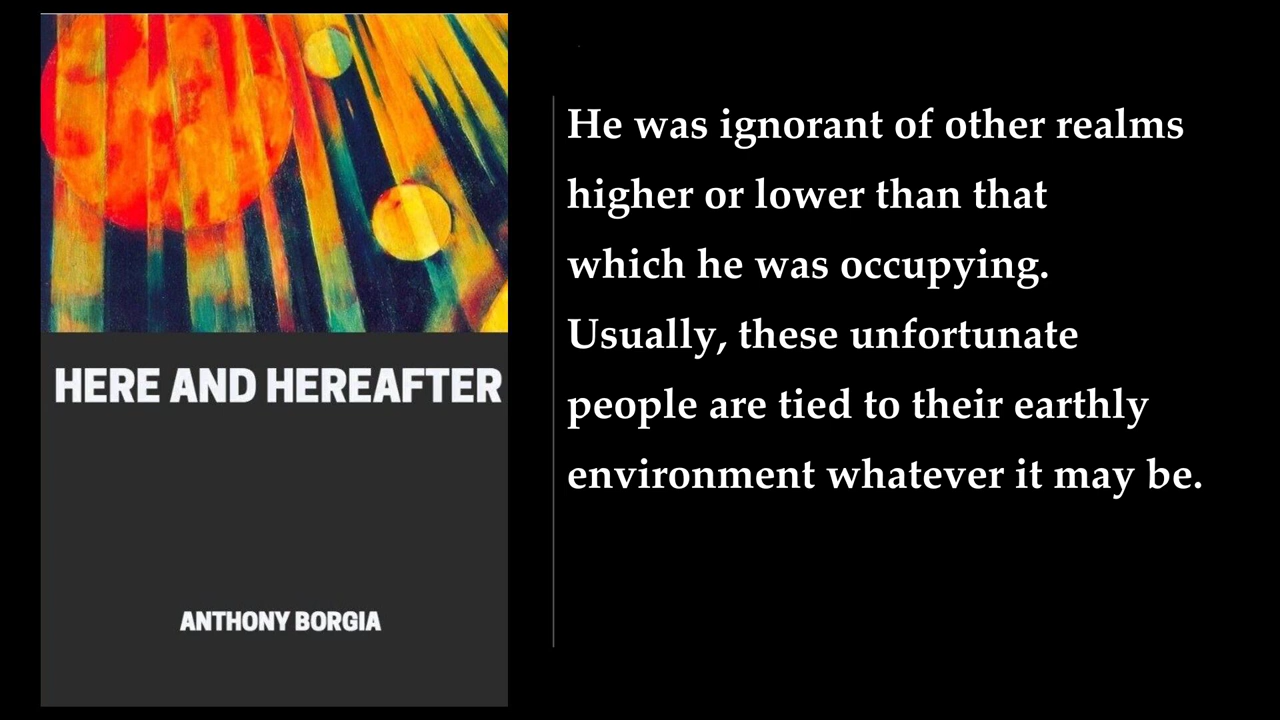 HERE AND HEREAFTER
ANTHONY BORGIA
He was ignorant of other realms
higher or lower than that
which he was occupying.
Usually, these unfortunate
people are tied to their earthly
environment whatever it may be.